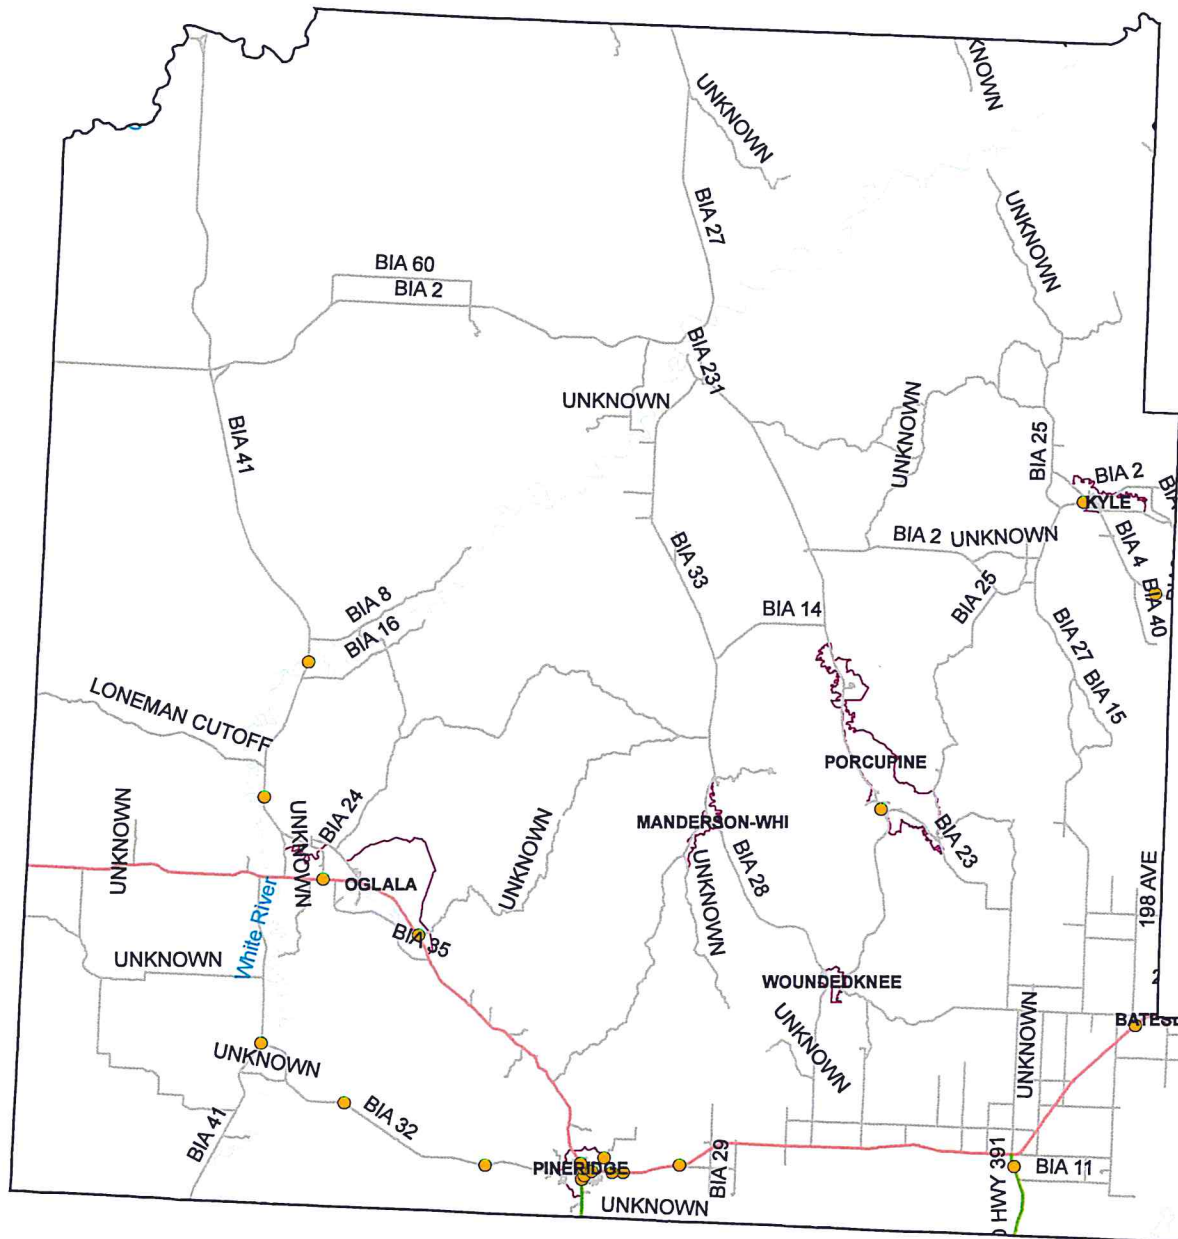 KNOWN
UNKNOWN
BIA 27
UNKNOWN
BIA 60
BIA 2
BIA 231
UNKNOWN
UNKNOWN
BIA 41
BIA 25
BIA 2
KYLE
BIA 2
UNKNOWN
BIA 4
BIA 33
BIA 25
BIA 40
BIA 8
BIA 16
BIA 14
BIA 27
BIA 15
LONEMAN CUTOFF
PORCUPINE
UNKNOWN
UNKNOWN
BIA 24
MANDERSON-WHI
BIA 23
UNKNOWN
BIA 28
OGLALA
198 AVE
UNKNOWN
White River
BIA 35
UNKNOWN
WOUNDEDKNEE
2
UNKNOWN
UNKNOWN
BATESL
UNKNOWN
BIA 32
BIA 41
PINERIDGE
BIA 29
HWY 391
BIA 11
UNKNOWN